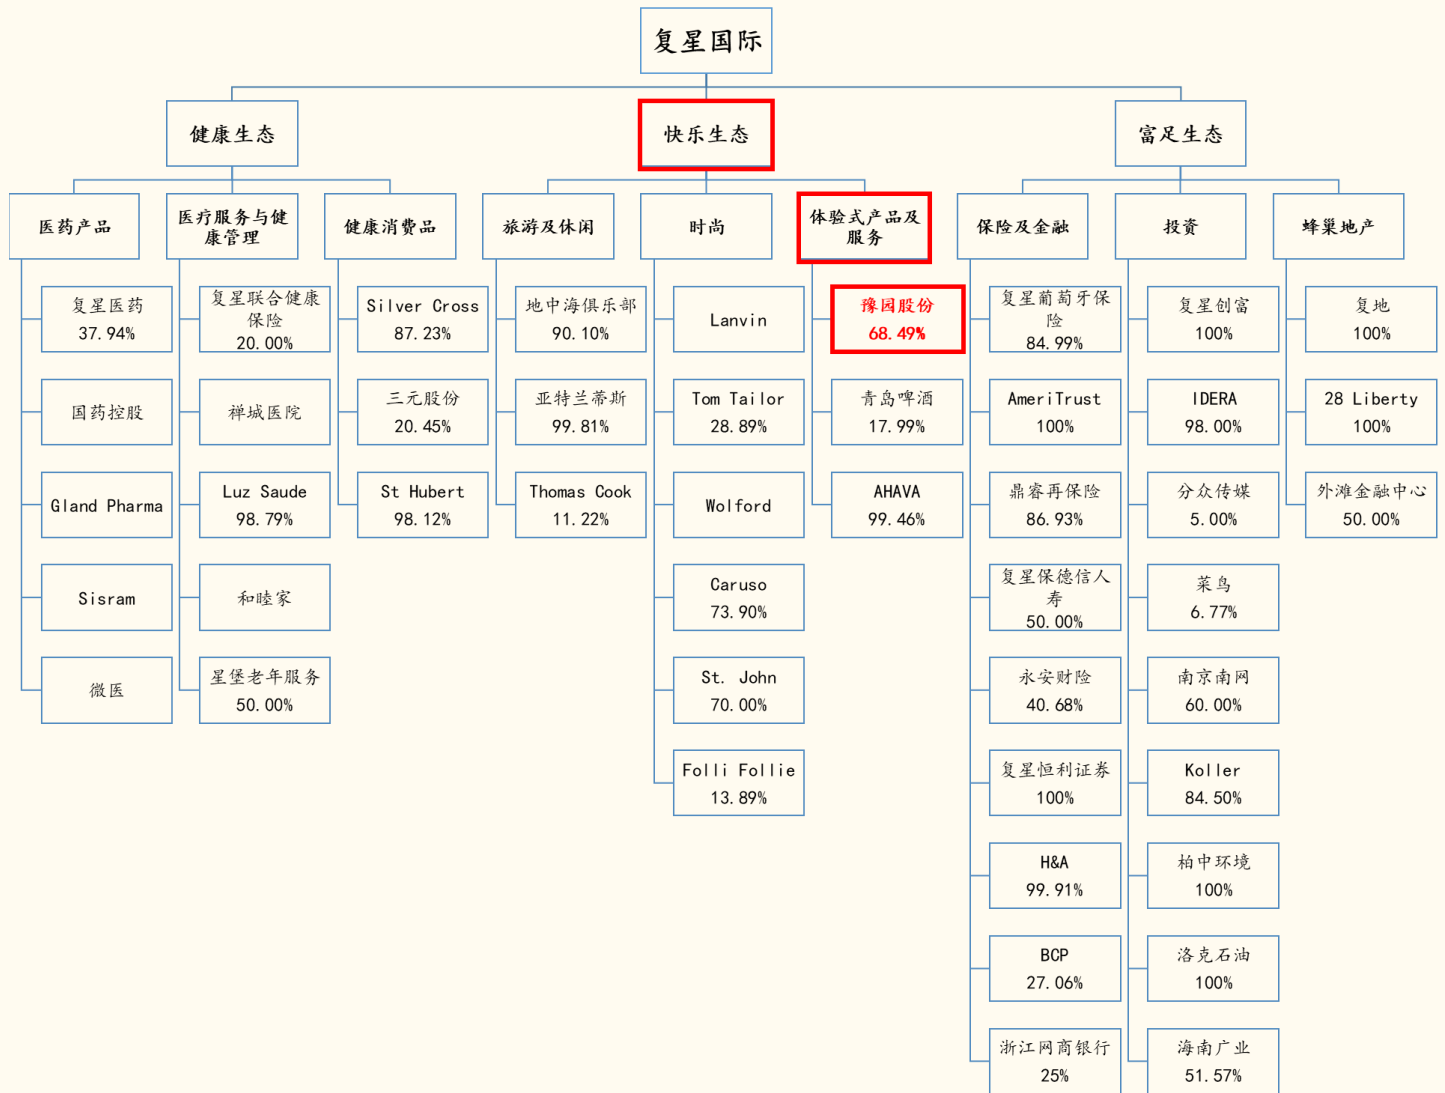 复星国际
健康生态
快乐生态
富足生态
医药产品
医疗服务与健
康管理
健康消费品
旅游及休闲
时尚
体验式产品及
服务
保险及金融
投资
蜂巢地产
复星医药
37.94%
国药控股
Gland Pharma
Sisram
微医
复星联合健康
保险
20.00%
禅城医院
Luz Saude
98.79%
和睦家
星堡老年服务
50.00%
Silver Cross
87.23%
三元股份
20.45%
St Hubert
98.12%
地中海俱乐部
90.10%
亚特兰蒂斯
99.81%
Thomas Cook
11.22%
Lanvin
Tom Tailor
28.89%
Wolford
Caruso
73.90%
St. John
70.00%
Folli Follie
13.89%
豫园股份
68.49%
青岛啤酒
17.99%
AHAVA
99.46%
复星葡萄牙保
险
84.99%
AmeriTrust
100%
鼎睿再保险
86.93%
复星保德信人
寿
50.00%
永安财险
40.68%
复星恒利证券
100%
H&A
99.91%
BCP
27.06%
浙江网商银行
25%
复星创富
100%
IDERA
98.00%
分众传媒
5.00%
菜鸟
6.77%
南京南网
60.00%
Koller
84.50%
柏中环境
100%
洛克石油
100%
海南广业
51.57%
复地
100%
28 Liberty
100%
外滩金融中心
50.00%